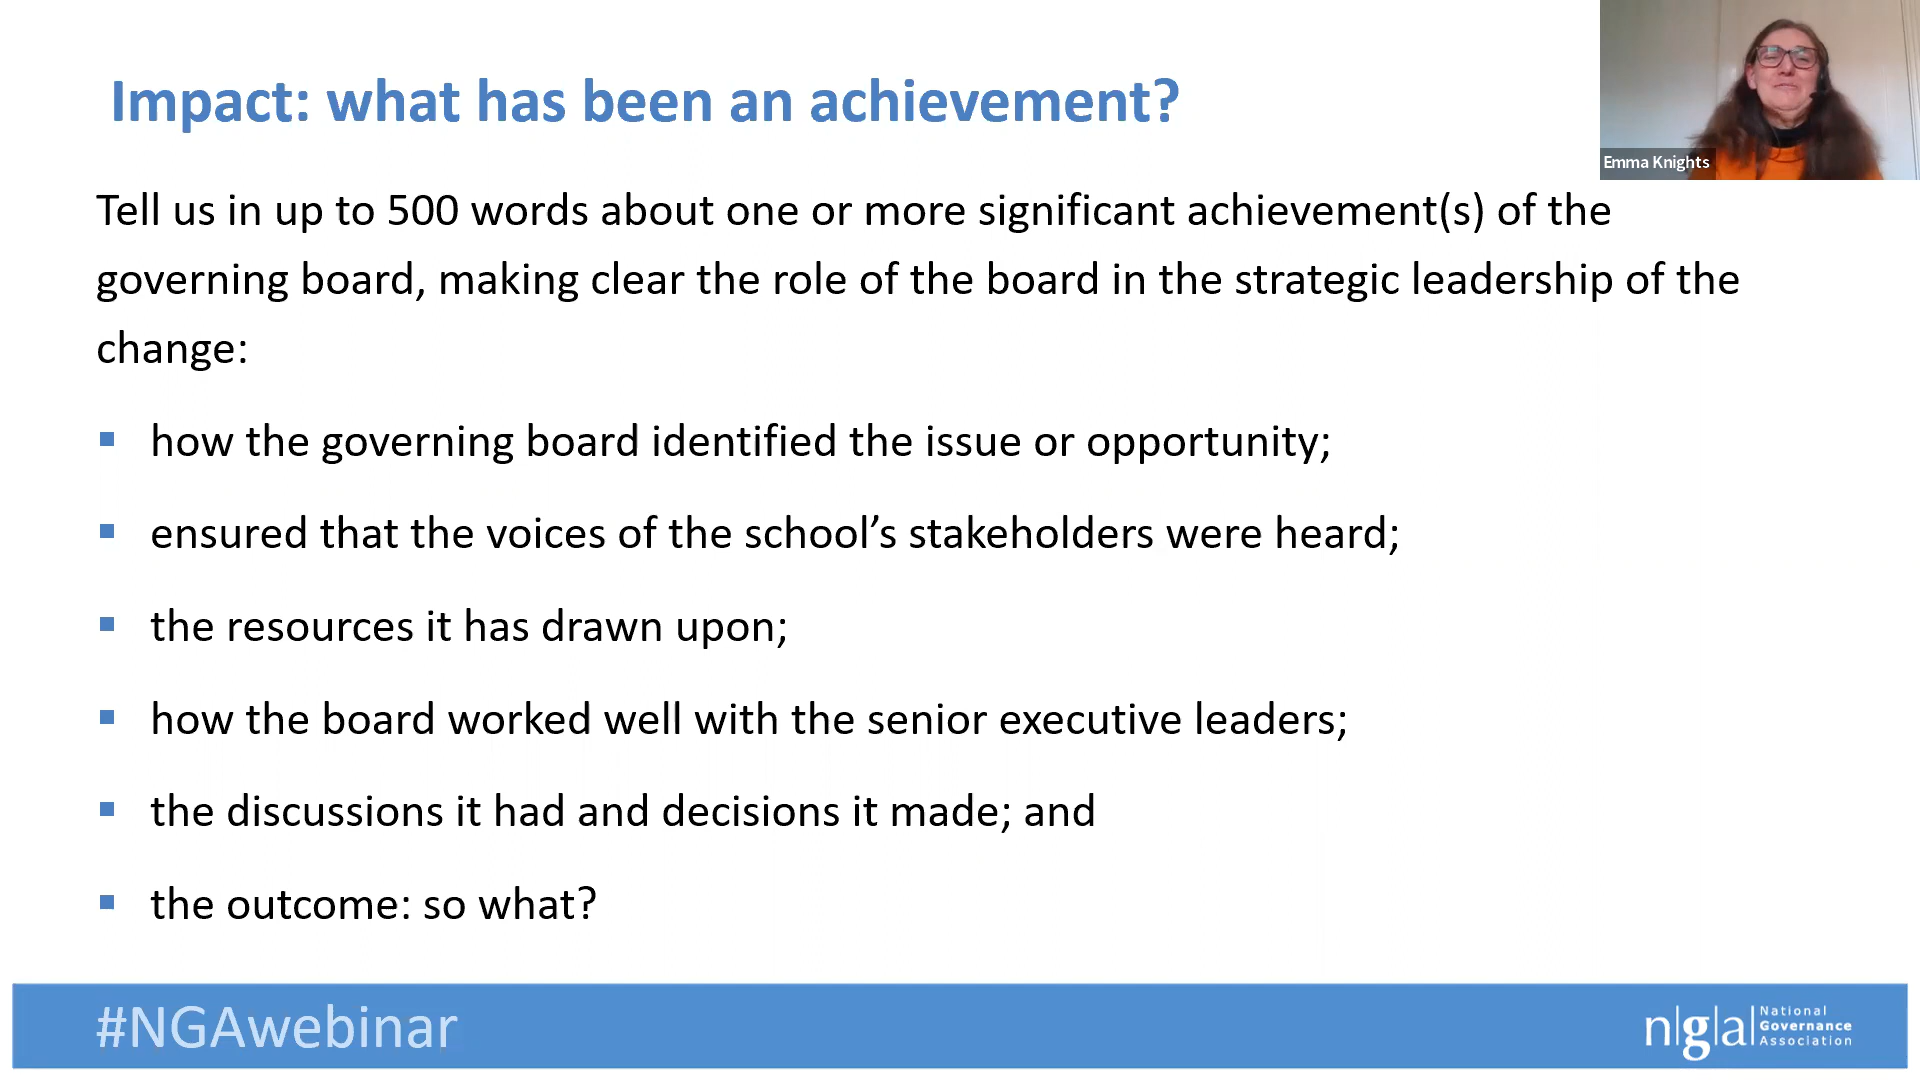 Impact: what has been an achievement?
Emma Knights
Tell us in up to 500 words about one or more significant achievement(s) of the
governing board, making clear the role of the board in the strategic leadership of the
change:
▪ how the governing board identified the issue or opportunity;
▪ ensured that the voices of the school’s stakeholders were heard;
▪ the resources it has drawn upon;
▪ how the board worked well with the senior executive leaders;
▪ the discussions it had and decisions it made; and
▪ the outcome: so what?
#NGAwebinar
n|g|a|
National
Governance
Association